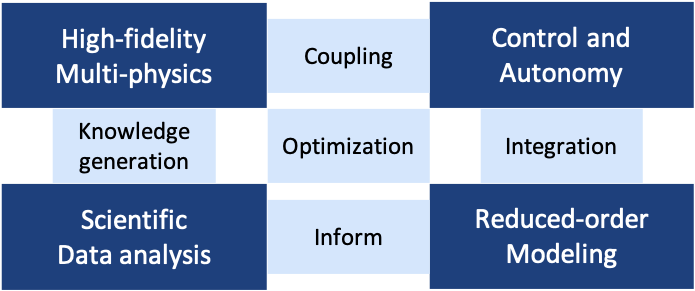 High-fidelity
Multi-physics
Coupling
Control and
Autonomy
Knowledge
generation
Optimization
Integration
Scientific
Data analysis
Inform
Reduced-order
Modeling